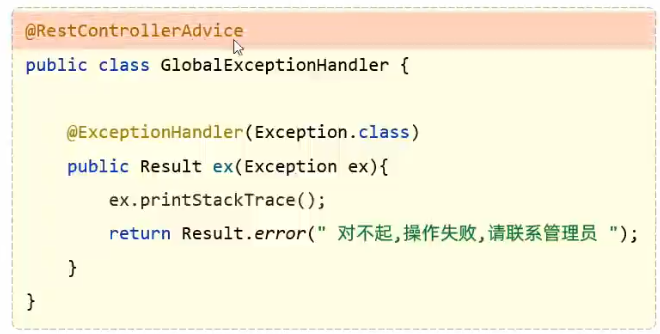 @RestControllerAdvice
public class GlobalExceptionHandler {
@ExceptionHandler(Exception.class)
public Result ex(Exception ex){
ex.printStackTrace();
return Result.error(" 对不起,操作失败,请联系管理员 ");
}
}